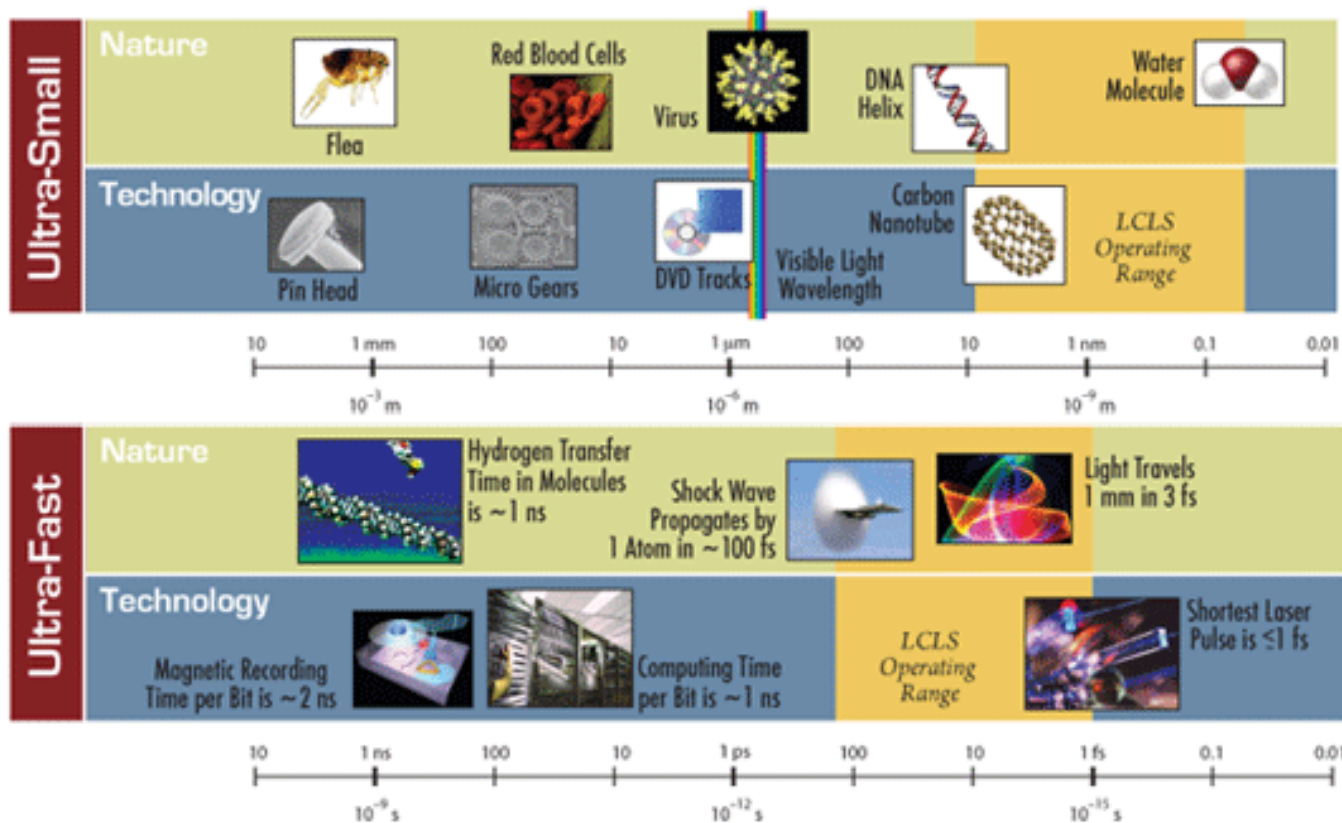 Ultra-Small
Nature
Flea
Red Blood Cells
Virus
DNA
Helix
Water
Molecule
Technology
Pin Head
Micro Gears
DVD Tracks
Visible Light
Wavelength
Carbon
Nanotube
LCLS
Operating
Range
10 1 mm 100 10 1 μm 100 10 1 nm 0.1 0.01
10⁻³ m 10⁻⁶ m 10⁻⁹ m
Ultra-Fast
Nature
Hydrogen Transfer
Time in Molecules
is ~1 ns
Shock Wave
Propagates by
1 Atom in ~100 fs
Light Travels
1 mm in 3 fs
Technology
Magnetic Recording
Time per Bit is ~2 ns
Computing Time
per Bit is ~1 ns
LCLS
Operating
Range
Shortest Laser
Pulse is ≤1 fs
10 1 ns 100 10 1 ps 100 10 1 fs 0.1 0.01
10⁻⁹ s 10⁻¹² s 10⁻¹⁵ s